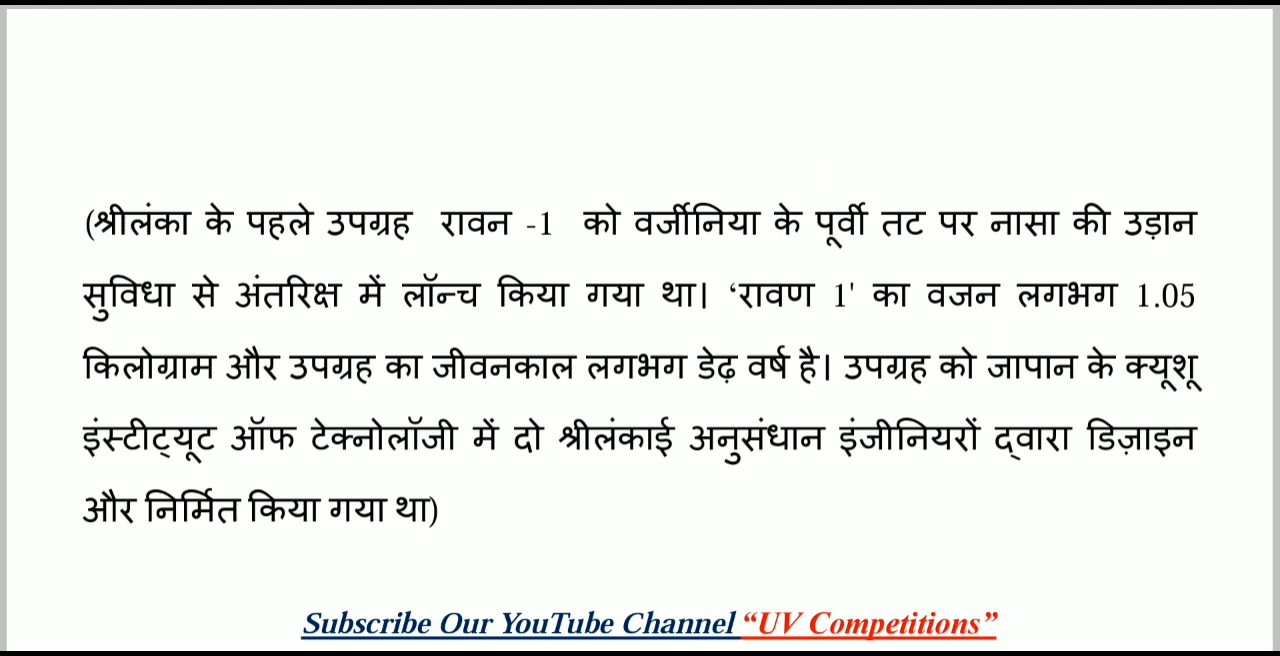 (श्रीलंका के पहले उपग्रह रावन -1 को वर्जीनिया के पूर्वी तट पर नासा की उड़ान
सुविधा से अंतरिक्ष में लॉन्च किया गया था। ‘रावण 1' का वजन लगभग 1.05
किलोग्राम और उपग्रह का जीवनकाल लगभग डेढ़ वर्ष है। उपग्रह को जापान के क्यूशू
इंस्टीट्यूट ऑफ टेक्नोलॉजी में दो श्रीलंकाई अनुसंधान इंजीनियरों द्वारा डिज़ाइन
और निर्मित किया गया था)
Subscribe Our YouTube Channel “UV Competitions”